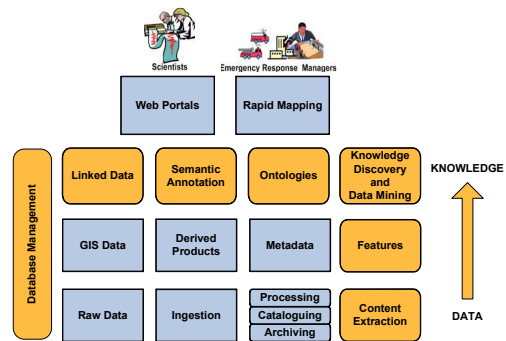 Scientists
Emergency Response Managers
Web Portals
Rapid Mapping
Database Management
Linked Data
Semantic
Annotation
Ontologies
Knowledge
Discovery
and
Data Mining
KNOWLEDGE
GIS Data
Derived
Products
Metadata
Features
Raw Data
Ingestion
Processing
Cataloguing
Archiving
Content
Extraction
DATA